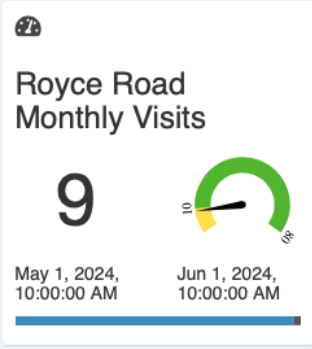 Royce Road
Monthly Visits
9
10
80
May 1, 2024,
10:00:00 AM
Jun 1, 2024,
10:00:00 AM